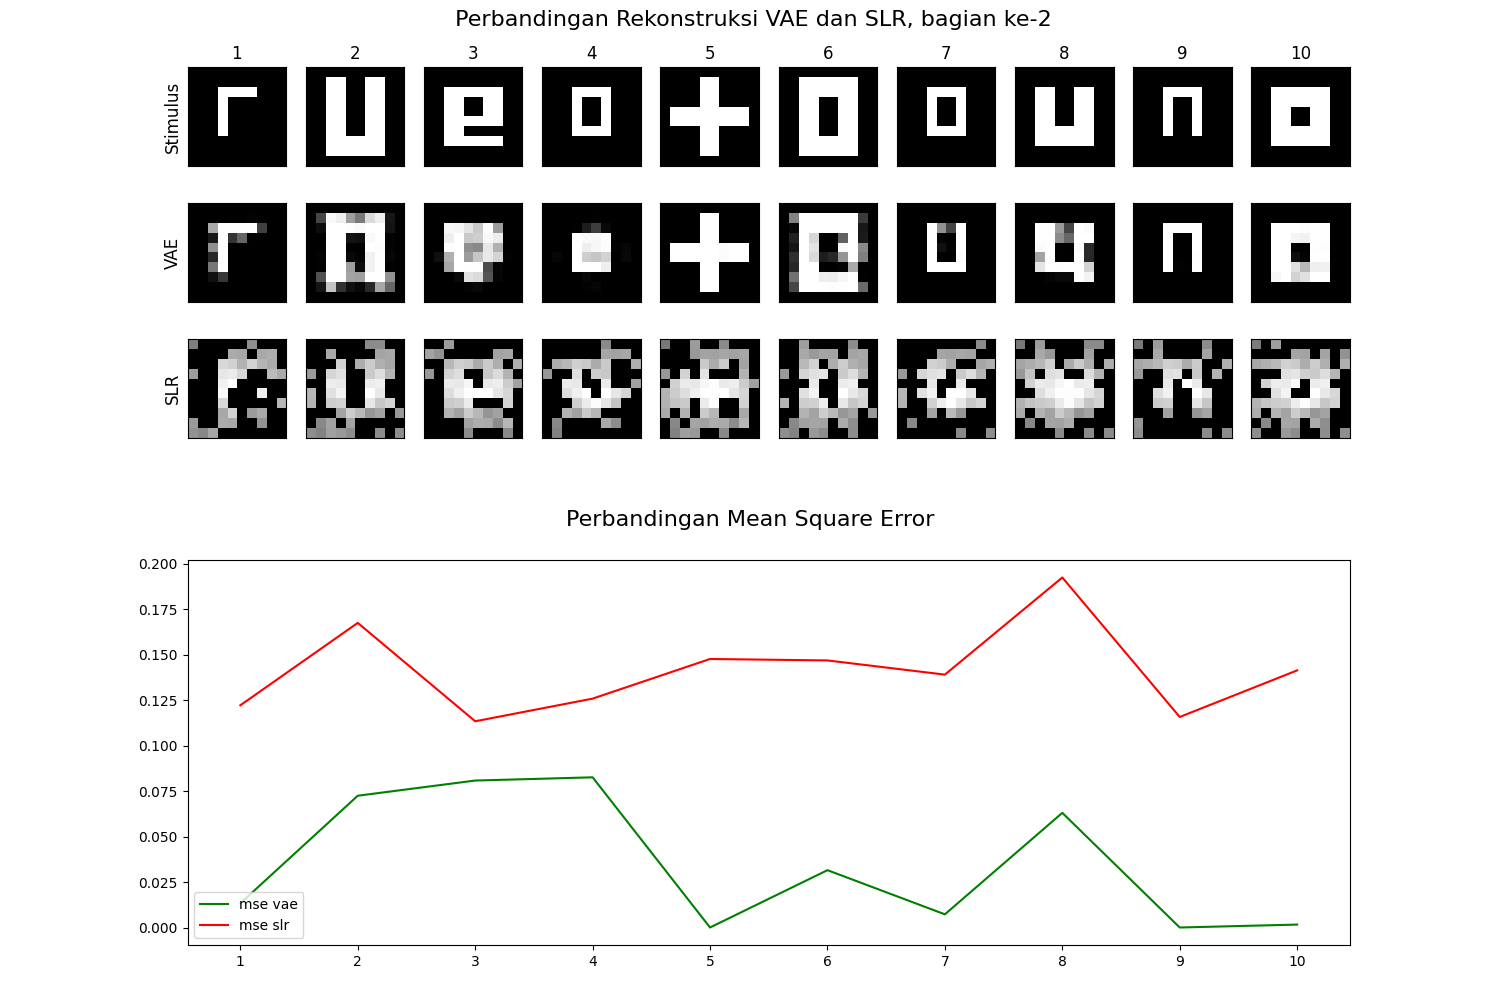 Perbandingan Rekonstruksi VAE dan SLR, bagian ke-2
1 2 3 4 5 6 7 8 9 10
Stimulus
VAE
SLR
Perbandingan Mean Square Error
0.200
0.175
0.150
0.125
0.100
0.075
0.050
0.025
0.000
mse vae
mse slr
1 2 3 4 5 6 7 8 9 10